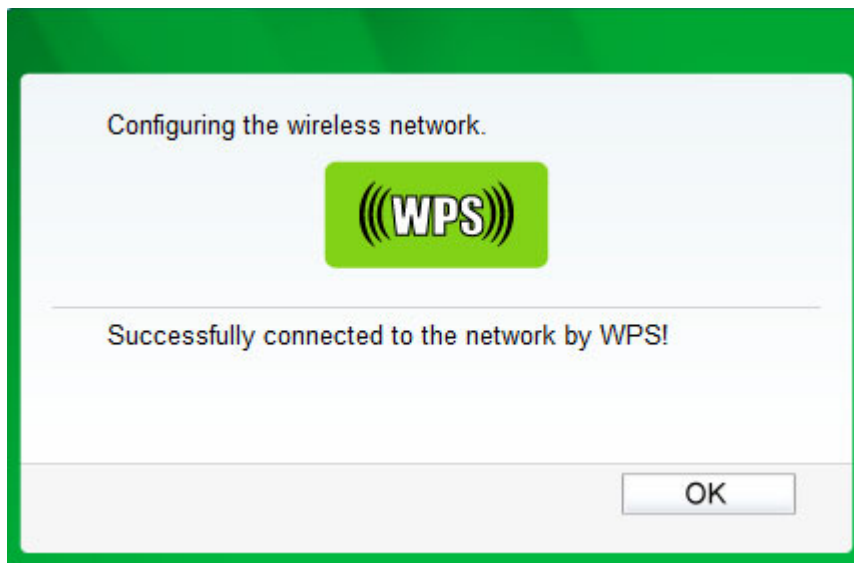 Configuring the wireless network.
WPS
Successfully connected to the network by WPS!
OK